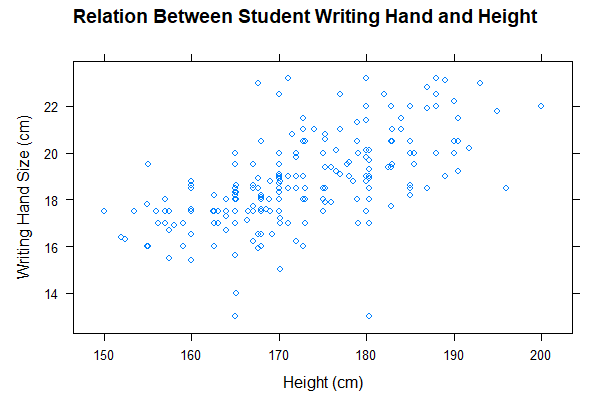 Relation Between Student Writing Hand and Height
Writing Hand Size (cm)
22
20
18
16
14
150 160 170 180 190 200
Height (cm)